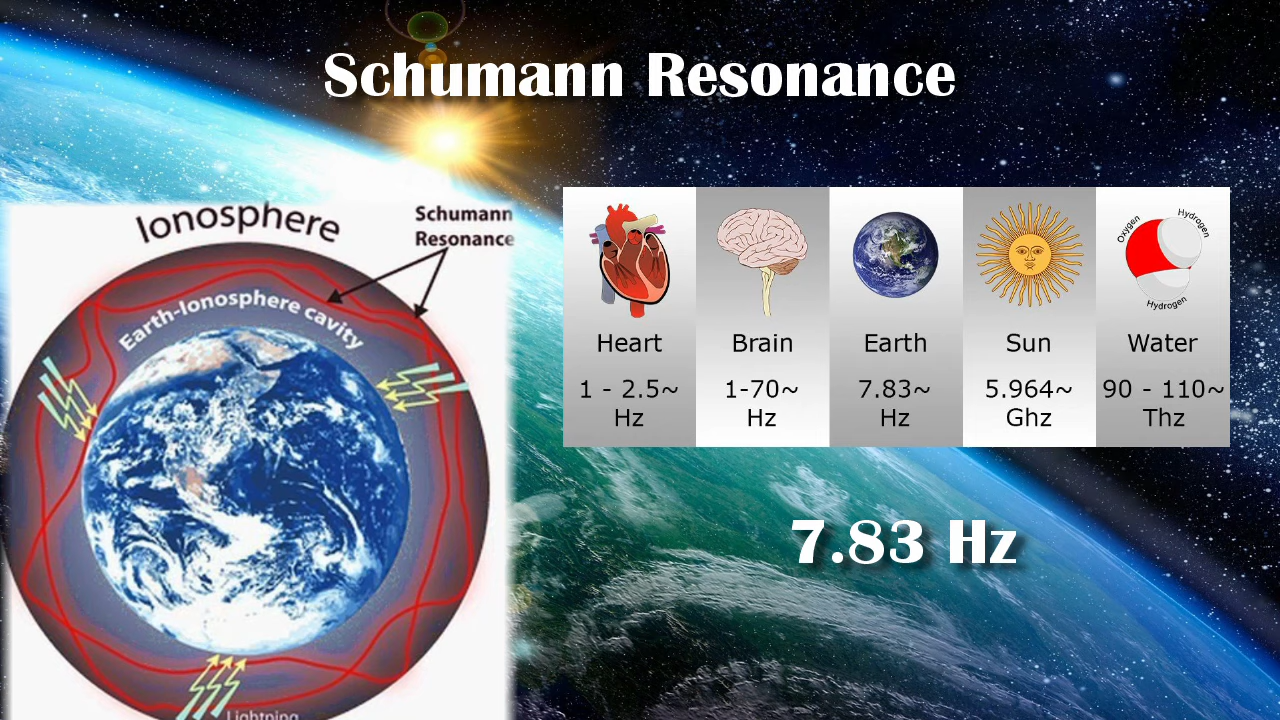 Schumann Resonance
Ionosphere
Schumann
Resonance
Earth-Ionosphere cavity
Lightning
Heart
1 - 2.5~
Hz
Brain
1-70~
Hz
Earth
7.83~
Hz
Sun
5.964~
Ghz
Oxygen
Hydrogen
Hydrogen
Water
90 - 110~
Thz
7.83 Hz